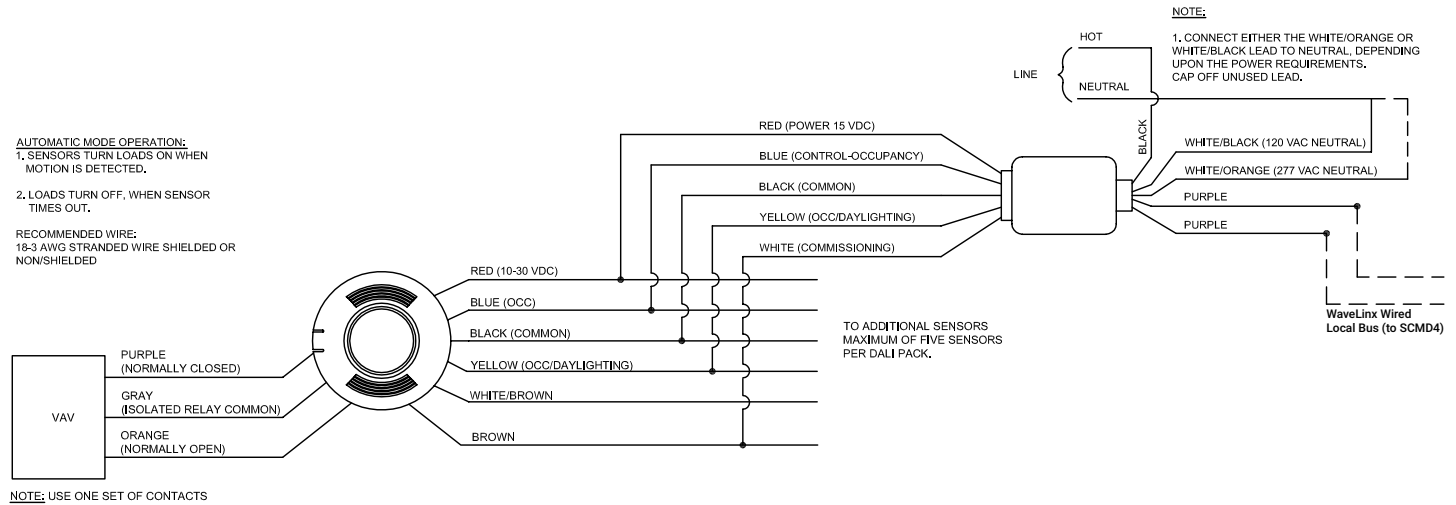 NOTE:
1. CONNECT EITHER THE WHITE/ORANGE OR
WHITE/BLACK LEAD TO NEUTRAL, DEPENDING
UPON THE POWER REQUIREMENTS.
CAP OFF UNUSED LEAD.
HOT
LINE
NEUTRAL
BLACK
WHITE/BLACK (120 VAC NEUTRAL)
WHITE/ORANGE (277 VAC NEUTRAL)
PURPLE
PURPLE
WaveLinx Wired
Local Bus (to SCMD4)
RED (POWER 15 VDC)
BLUE (CONTROL-OCCUPANCY)
BLACK (COMMON)
YELLOW (OCC/DAYLIGHTING)
WHITE (COMMISSIONING)
AUTOMATIC MODE OPERATION:
1. SENSORS TURN LOADS ON WHEN
MOTION IS DETECTED.
2. LOADS TURN OFF, WHEN SENSOR
TIMES OUT.
RECOMMENDED WIRE:
18-3 AWG STRANDED WIRE SHIELDED OR
NON/SHIELDED
RED (10-30 VDC)
BLUE (OCC)
BLACK (COMMON)
YELLOW (OCC/DAYLIGHTING)
WHITE/BROWN
BROWN
TO ADDITIONAL SENSORS
MAXIMUM OF FIVE SENSORS
PER DALI PACK.
PURPLE
(NORMALLY CLOSED)
GRAY
(ISOLATED RELAY COMMON)
ORANGE
(NORMALLY OPEN)
VAV
NOTE: USE ONE SET OF CONTACTS